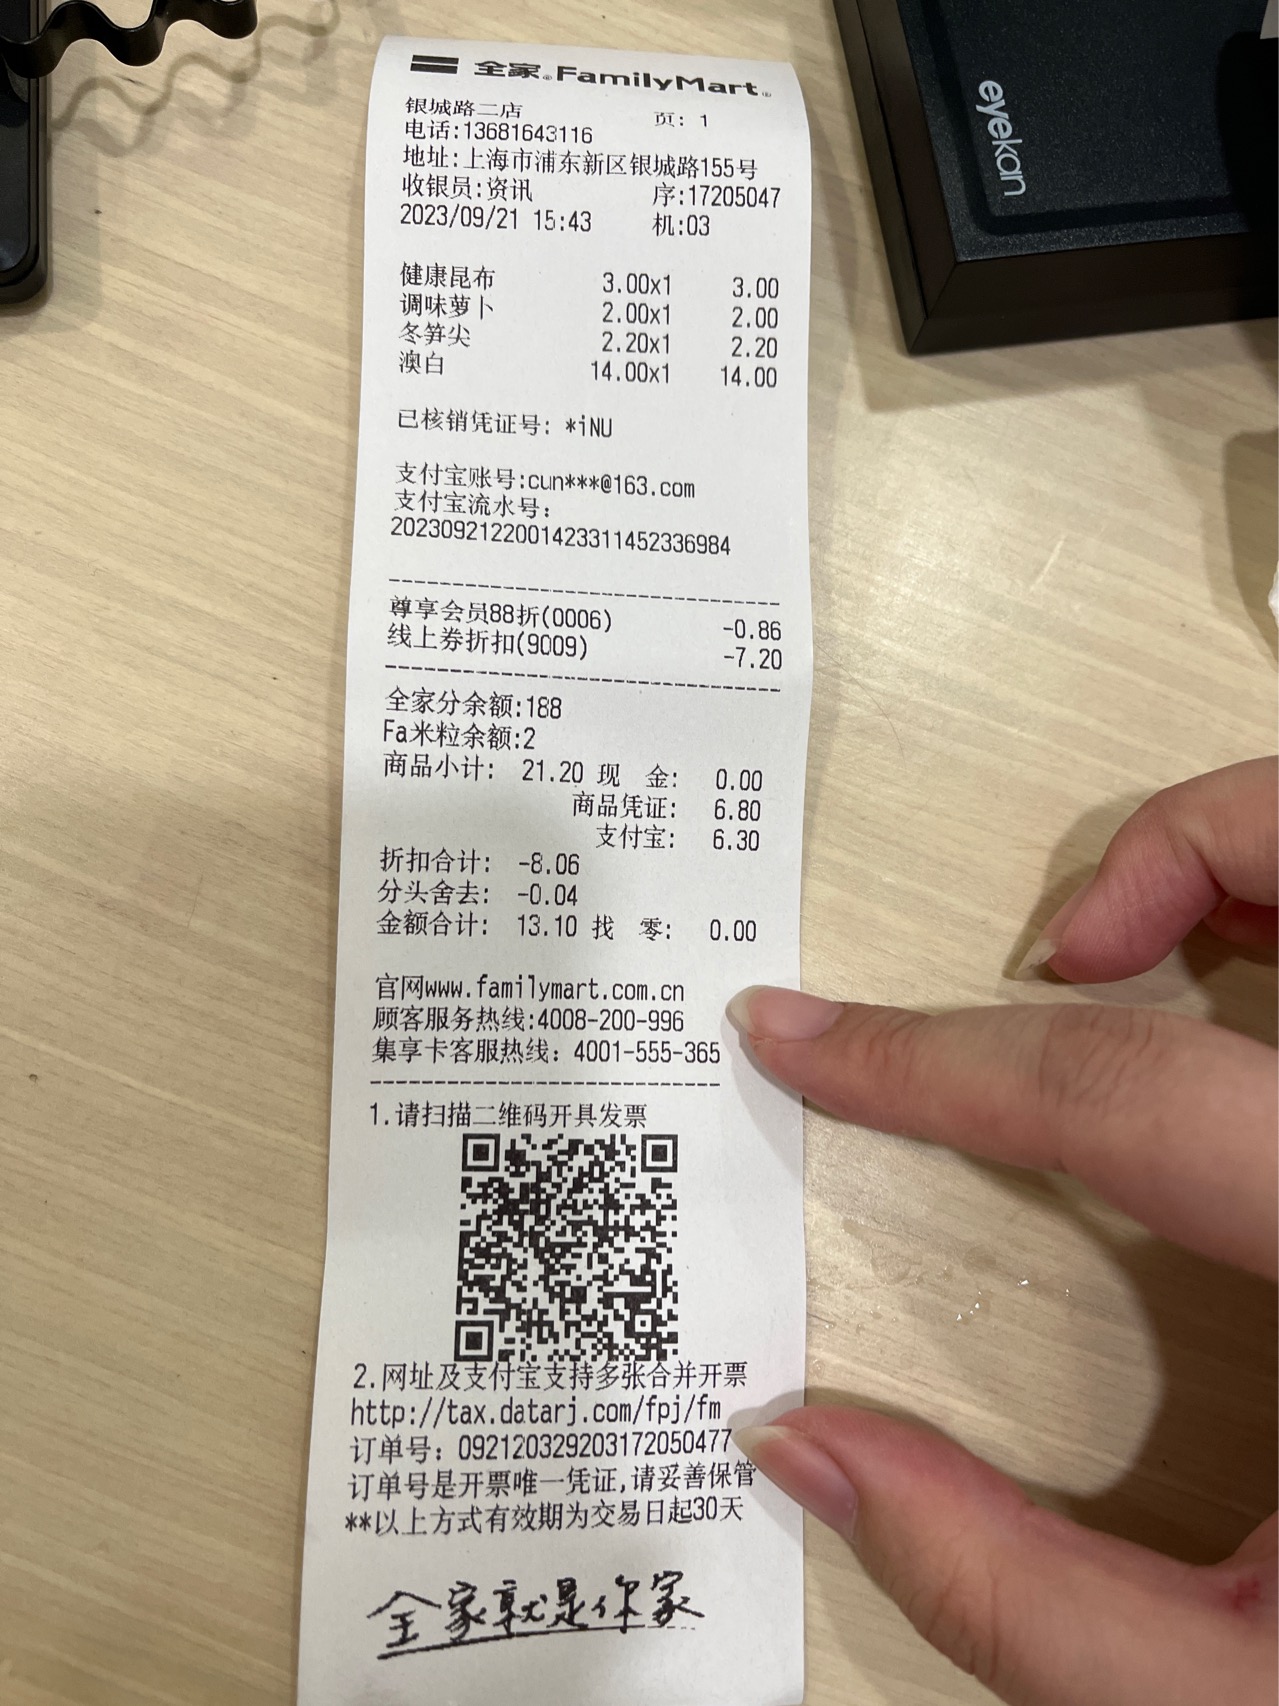 全家®FamilyMart®
银城路二店 页: 1
电话:13681643116
地址:上海市浦东新区银城路155号
收银员:资讯 序:17205047
2023/09/21 15:43 机:03
健康昆布 3.00x1 3.00
调味萝卜 2.00x1 2.00
冬笋尖 2.20x1 2.20
澳白 14.00x1 14.00
已核销凭证号: *iNU
支付宝账号:cun***@163.com
支付宝流水号:
2023092122001423311452336984
尊享会员88折(0006) -0.86
线上券折扣(9009) -7.20
全家分余额:188
Fa米粒余额:2
商品小计: 21.20 现 金: 0.00
商品凭证: 6.80
支付宝: 6.30
折扣合计: -8.06
分头舍去: -0.04
金额合计: 13.10 找 零: 0.00
官网www.familymart.com.cn
顾客服务热线:4008-200-996
集享卡客服热线: 4001-555-365
1.请扫描二维码开具发票
2.网址及支付宝支持多张合并开票
http://tax.datarj.com/fpj/fm
订单号: 092120329203172050477
订单号是开票唯一凭证,请妥善保管
**以上方式有效期为交易日起30天
全家就是你家
eyekan